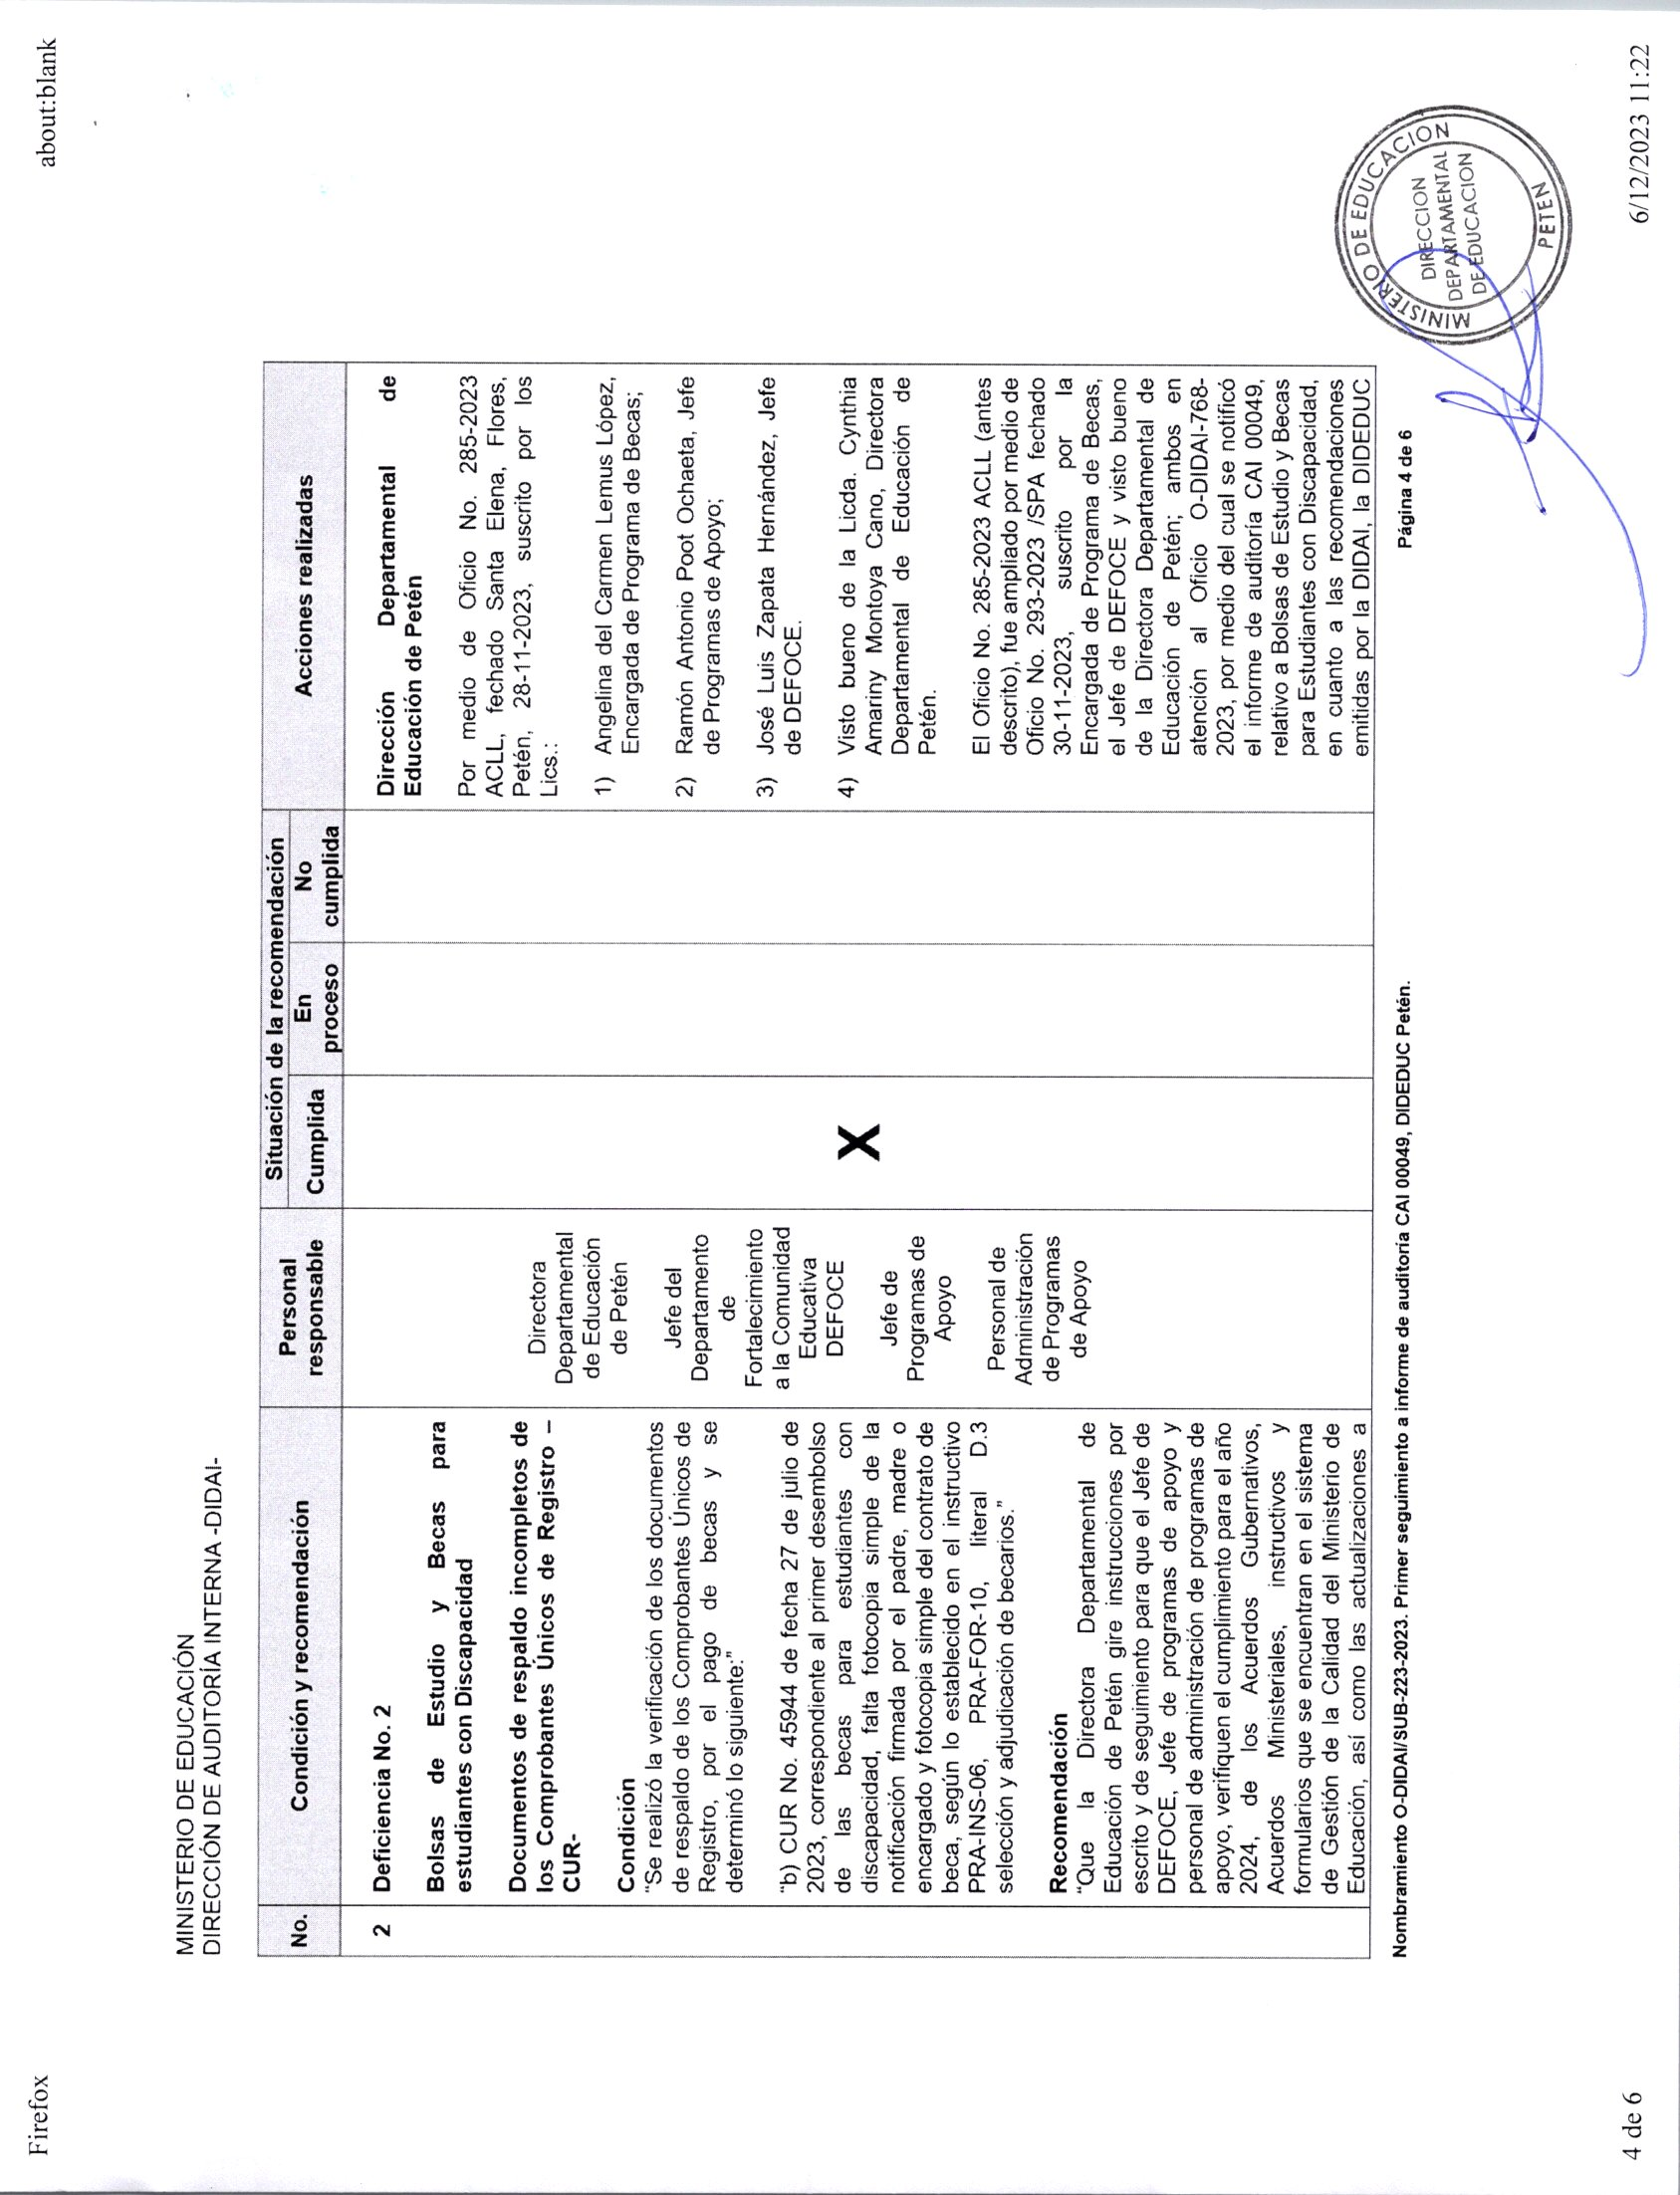 Firefox
about:blank
MINISTERIO DE EDUCACIÓN
DIRECCIÓN DE AUDITORÍA INTERNA -DIDAI-
No.
Condición y recomendación
Personal
responsable
Situación de la recomendación
Cumplida
En
proceso
No
cumplida
Acciones realizadas
2
Deficiencia No. 2
Bolsas de Estudio y Becas para
estudiantes con Discapacidad
Documentos de respaldo incompletos de
los Comprobantes Únicos de Registro –
CUR-
Condición
“Se realizó la verificación de los documentos
de respaldo de los Comprobantes Únicos de
Registro, por el pago de becas y se
determinó lo siguiente:”
“b) CUR No. 45944 de fecha 27 de julio de
2023, correspondiente al primer desembolso
de las becas para estudiantes con
discapacidad, falta fotocopia simple de la
notificación firmada por el padre, madre o
encargado y fotocopia simple del contrato de
beca, según lo establecido en el instructivo
PRA-INS-06, PRA-FOR-10, literal D.3
selección y adjudicación de becarios.”
Recomendación
“Que la Directora Departamental de
Educación de Petén gire instrucciones por
escrito y de seguimiento para que el Jefe de
DEFOCE, Jefe de programas de apoyo y
personal de administración de programas de
apoyo, verifiquen el cumplimiento para el año
2024, de los Acuerdos Gubernativos,
Acuerdos Ministeriales, instructivos y
formularios que se encuentran en el sistema
de Gestión de la Calidad del Ministerio de
Educación, así como las actualizaciones a
Directora
Departamental
de Educación
de Petén
Jefe del
Departamento
de
Fortalecimiento
a la Comunidad
Educativa
DEFOCE
Jefe de
Programas de
Apoyo
Personal de
Administración
de Programas
de Apoyo
X
Dirección Departamental de
Educación de Petén
Por medio de Oficio No. 285-2023
ACLL, fechado Santa Elena, Flores,
Petén, 28-11-2023, suscrito por los
Lics.:
1) Angelina del Carmen Lemus López,
Encargada de Programa de Becas;
2) Ramón Antonio Poot Ochaeta, Jefe
de Programas de Apoyo;
3) José Luis Zapata Hernández, Jefe
de DEFOCE.
4) Visto bueno de la Licda. Cynthia
Amariny Montoya Cano, Directora
Departamental de Educación de
Petén.
El Oficio No. 285-2023 ACLL (antes
descrito), fue ampliado por medio de
Oficio No. 293-2023 /SPA fechado
30-11-2023, suscrito por la
Encargada de Programa de Becas,
el Jefe de DEFOCE y visto bueno
de la Directora Departamental de
Educación de Petén; ambos en
atención al Oficio O-DIDAI-768-
2023, por medio del cual se notificó
el informe de auditoría CAI 00049,
relativo a Bolsas de Estudio y Becas
para Estudiantes con Discapacidad,
en cuanto a las recomendaciones
emitidas por la DIDAI, la DIDEDUC
Nombramiento O-DIDAI/SUB-223-2023. Primer seguimiento a informe de auditoría CAI 00049, DIDEDUC Petén.
Página 4 de 6
MINISTERIO DE EDUCACION
DIRECCION
DEPARTAMENTAL
DE EDUCACION
PETEN
4 de 6
6/12/2023 11:22